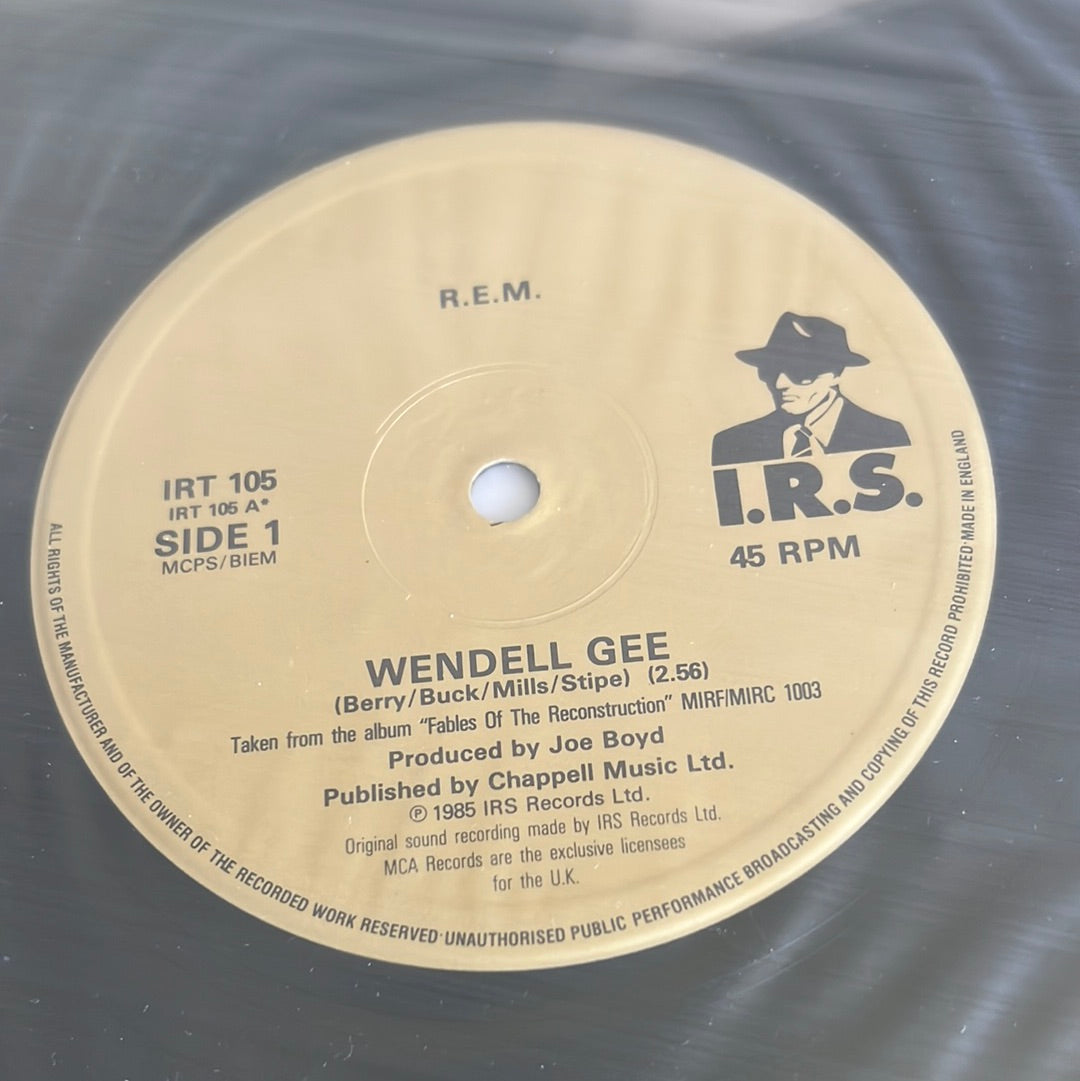 R.E.M.
I.R.S.
45 RPM
IRT 105
IRT 105 A*
SIDE 1
MCPS/BIEM
WENDELL GEE
(Berry/Buck/Mills/Stipe) (2.56)
Taken from the album “Fables Of The Reconstruction” MIRF/MIRC 1003
Produced by Joe Boyd
Published by Chappell Music Ltd.
℗ 1985 IRS Records Ltd.
Original sound recording made by IRS Records Ltd.
MCA Records are the exclusive licensees
for the U.K.
ALL RIGHTS OF THE MANUFACTURER AND OF THE OWNER OF THE RECORDED WORK RESERVED·UNAUTHORISED PUBLIC PERFORMANCE BROADCASTING AND COPYING OF THIS RECORD PROHIBITED·MADE IN ENGLAND